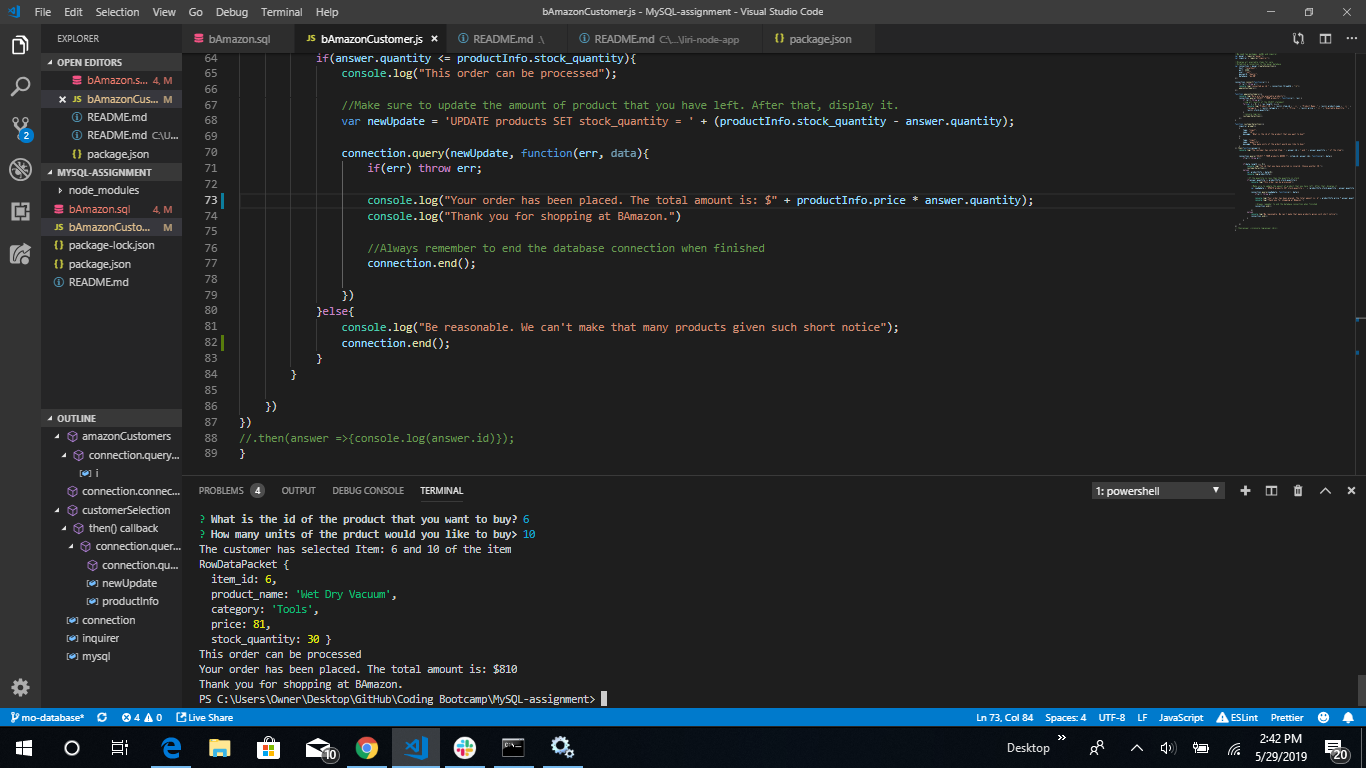 File Edit Selection View Go Debug Terminal Help
bAmazonCustomer.js - MySQL-assignment - Visual Studio Code
EXPLORER
OPEN EDITORS
bAmazon.s... 4, M
bAmazonCus... M
README.md
README.md C:\U...
package.json
MYSQL-ASSIGNMENT
node_modules
bAmazon.sql 4, M
JS bAmazonCusto... M
{} package-lock.json
{} package.json
README.md
OUTLINE
amazonCustomers
connection.query...
i
connection.connec...
customerSelection
then() callback
connection.quer...
connection.qu...
newUpdate
productInfo
connection
inquirer
mysql
bAmazon.sql
JS bAmazonCustomer.js
README.md .\
README.md C:\...\liri-node-app
{} package.json
64 if(answer.quantity <= productInfo.stock_quantity){
65 console.log("This order can be processed");
66
67 //Make sure to update the amount of product that you have left. After that, display it.
68 var newUpdate = 'UPDATE products SET stock_quantity = ' + (productInfo.stock_quantity - answer.quantity);
69
70 connection.query(newUpdate, function(err, data){
71 if(err) throw err;
72
73 console.log("Your order has been placed. The total amount is: $" + productInfo.price * answer.quantity);
74 console.log("Thank you for shopping at BAmazon.")
75
76 //Always remember to end the database connection when finished
77 connection.end();
78
79 })
80 }else{
81 console.log("Be reasonable. We can't make that many products given such short notice");
82 connection.end();
83 }
84 }
85
86 })
87 })
88 //.then(answer =>{console.log(answer.id)});
89 }
PROBLEMS 4 OUTPUT DEBUG CONSOLE TERMINAL
1: powershell
? What is the id of the product that you want to buy? 6
? How many units of the prduct would you like to buy> 10
The customer has selected Item: 6 and 10 of the item
RowDataPacket {
item_id: 6,
product_name: 'Wet Dry Vacuum',
category: 'Tools',
price: 81,
stock_quantity: 30 }
This order can be processed
Your order has been placed. The total amount is: $810
Thank you for shopping at BAmazon.
PS C:\Users\Owner\Desktop\GitHub\Coding Bootcamp\MySQL-assignment>
2
mo-database* 4 0 Live Share
Ln 73, Col 84 Spaces: 4 UTF-8 LF JavaScript ESLint Prettier
10
Desktop
2:42 PM
5/29/2019
20